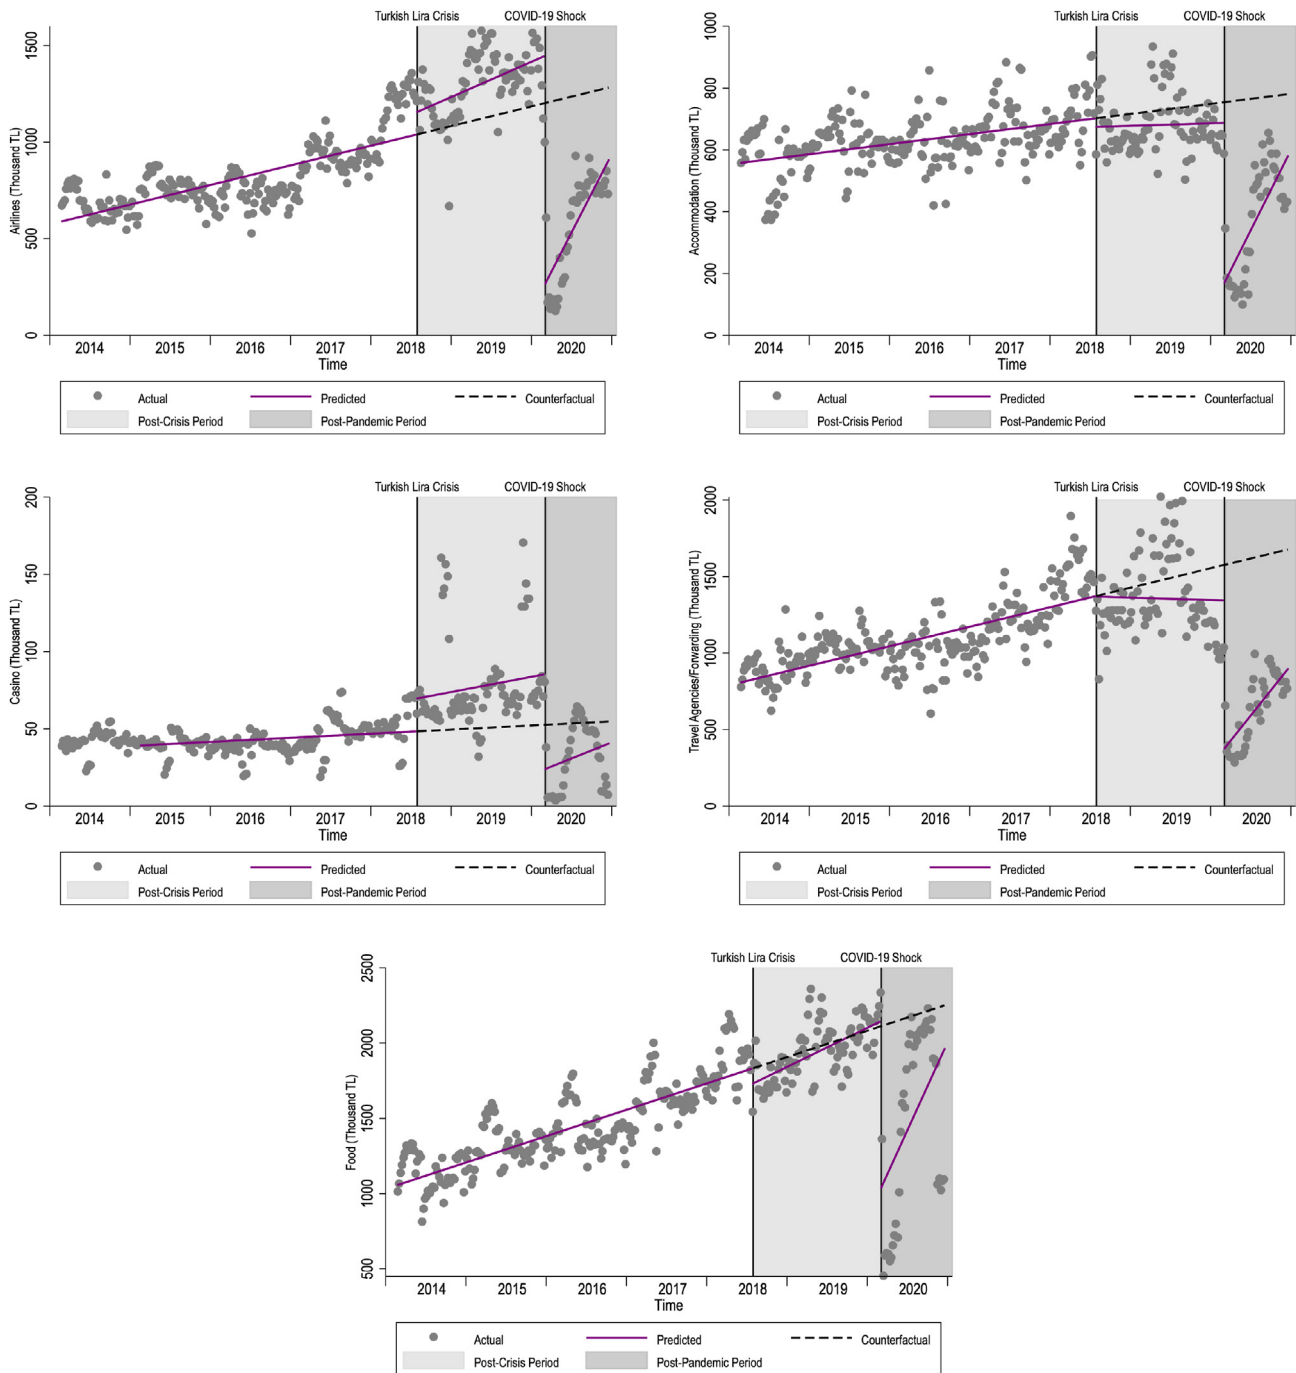 Turkish Lira Crisis COVID-19 Shock
Airlines (Thousand TL)
1500
1000
500
0
2014 2015 2016 2017 2018 2019 2020
Time
Actual Predicted Counterfactual
Post-Crisis Period Post-Pandemic Period
Turkish Lira Crisis COVID-19 Shock
Accommodation (Thousand TL)
1000
800
600
400
200
0
2014 2015 2016 2017 2018 2019 2020
Time
Actual Predicted Counterfactual
Post-Crisis Period Post-Pandemic Period
Turkish Lira Crisis COVID-19 Shock
Casino (Thousand TL)
200
150
100
50
0
2014 2015 2016 2017 2018 2019 2020
Time
Actual Predicted Counterfactual
Post-Crisis Period Post-Pandemic Period
Turkish Lira Crisis COVID-19 Shock
Travel Agencies/Forwarding (Thousand TL)
2000
1500
1000
500
0
2014 2015 2016 2017 2018 2019 2020
Time
Actual Predicted Counterfactual
Post-Crisis Period Post-Pandemic Period
Turkish Lira Crisis COVID-19 Shock
Food (Thousand TL)
2500
2000
1500
1000
500
2014 2015 2016 2017 2018 2019 2020
Time
Actual Predicted Counterfactual
Post-Crisis Period Post-Pandemic Period